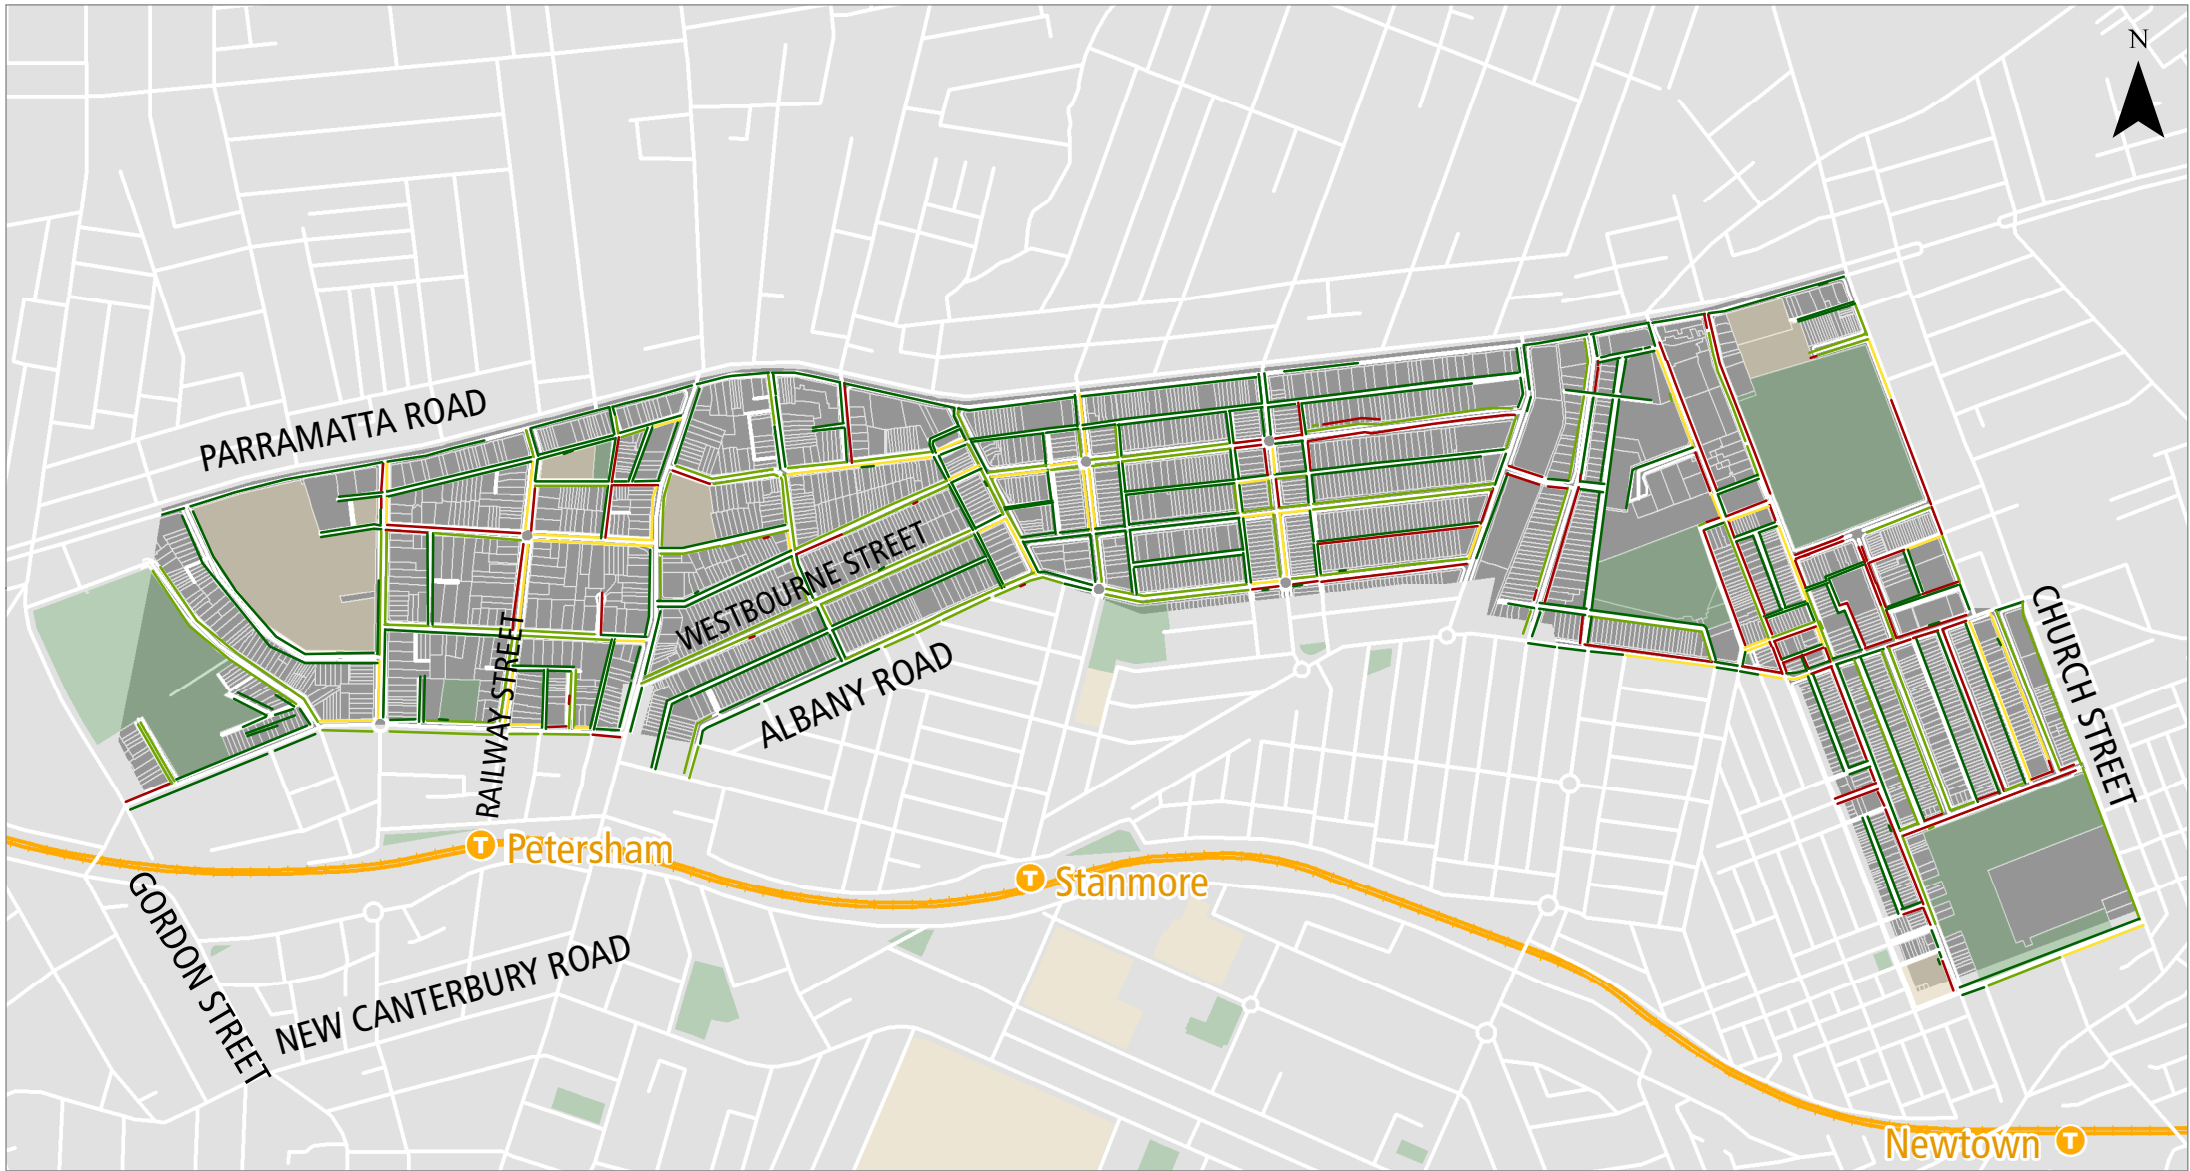 N
PARRAMATTA ROAD
WESTBOURNE STREET
CHURCH STREET
RAILWAY STREET
ALBANY ROAD
T Petersham
T Stanmore
GORDON STREET
NEW CANTERBURY ROAD
Newtown T